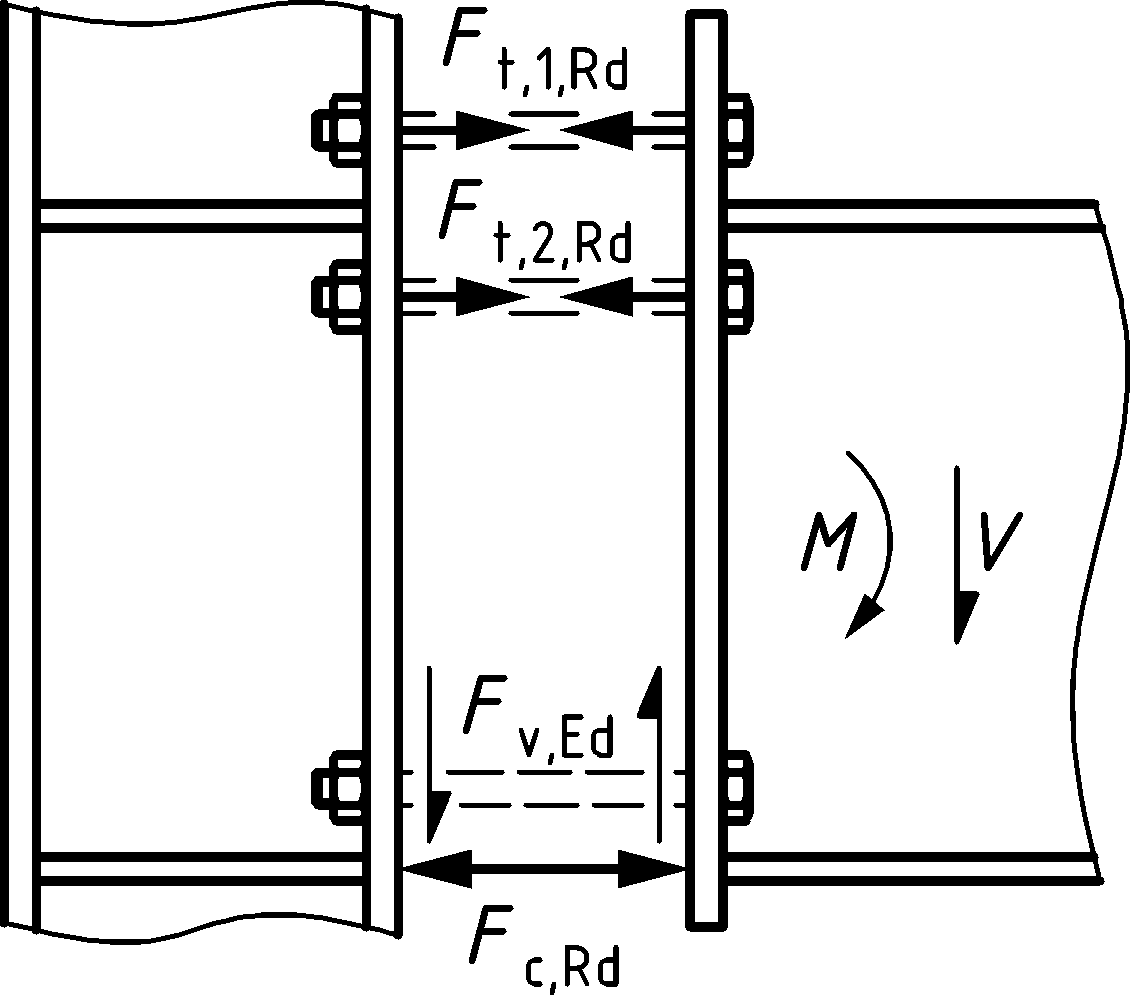 F t,1,Rd
F t,2,Rd
M V
F v,Ed
F c,Rd